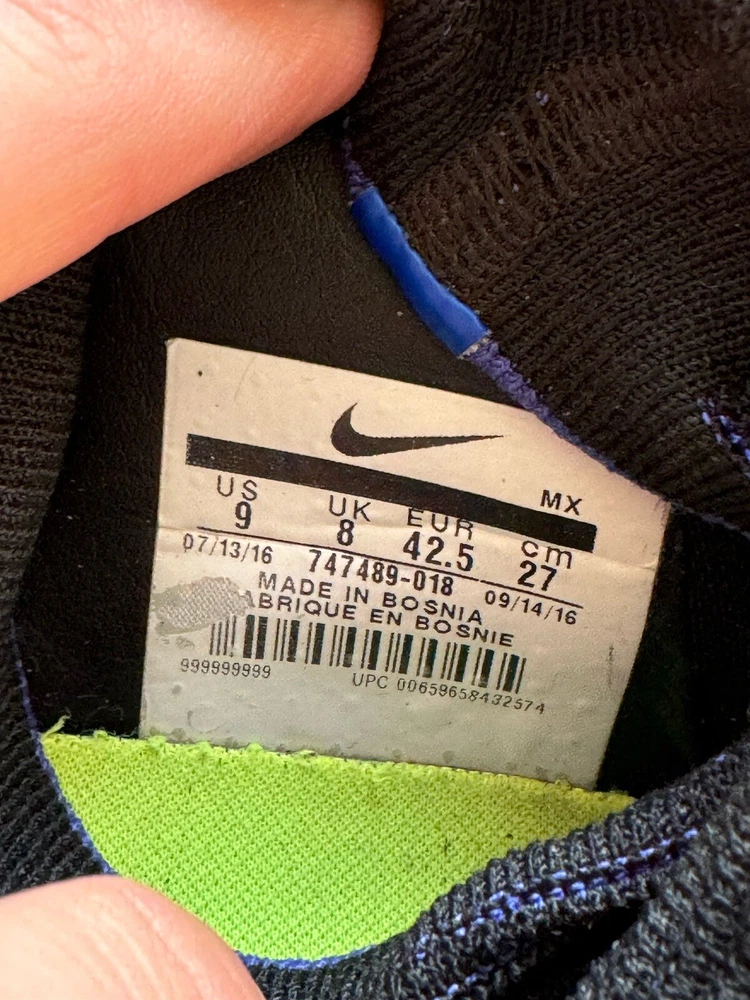 US UK EUR MX
9 8 42.5 cm 27
07/13/16 747489-018 09/14/16
MADE IN BOSNIA
ABRIQUE EN BOSNIE
999999999 UPC 00659658432574